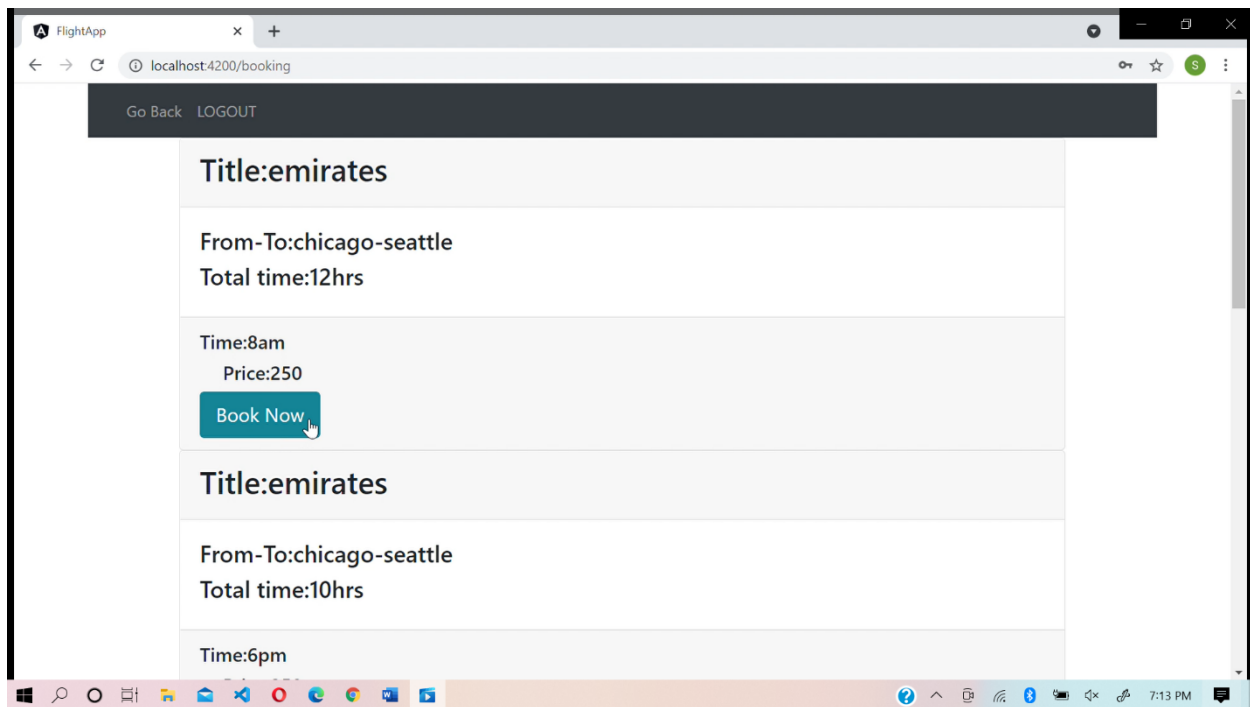 FlightApp
localhost:4200/booking
S
Go Back LOGOUT
Title:emirates
From-To:chicago-seattle
Total time:12hrs
Time:8am
Price:250
Book Now
Title:emirates
From-To:chicago-seattle
Total time:10hrs
Time:6pm
7:13 PM